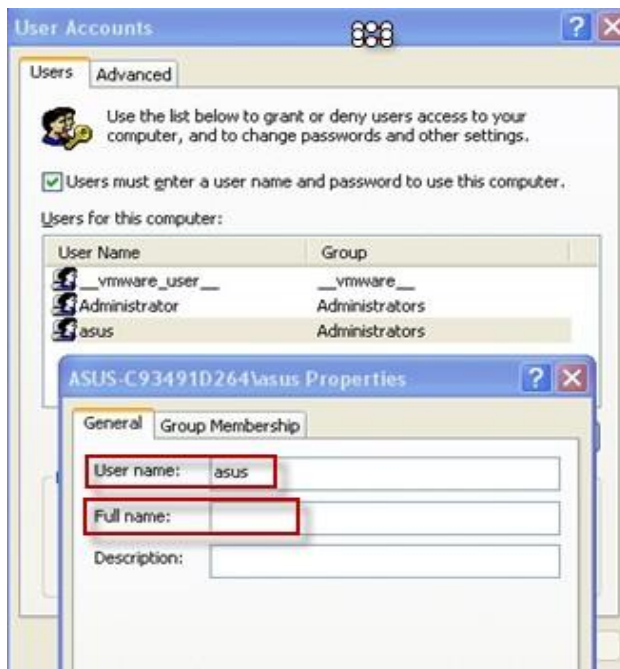 User Accounts
Users Advanced
Use the list below to grant or deny users access to your
computer, and to change passwords and other settings.
Users must enter a user name and password to use this computer.
Users for this computer:
User Name Group
__vmware_user__ __vmware__
Administrator Administrators
asus Administrators
ASUS-C93491D264\asus Properties
General Group Membership
User name: asus
Full name:
Description: